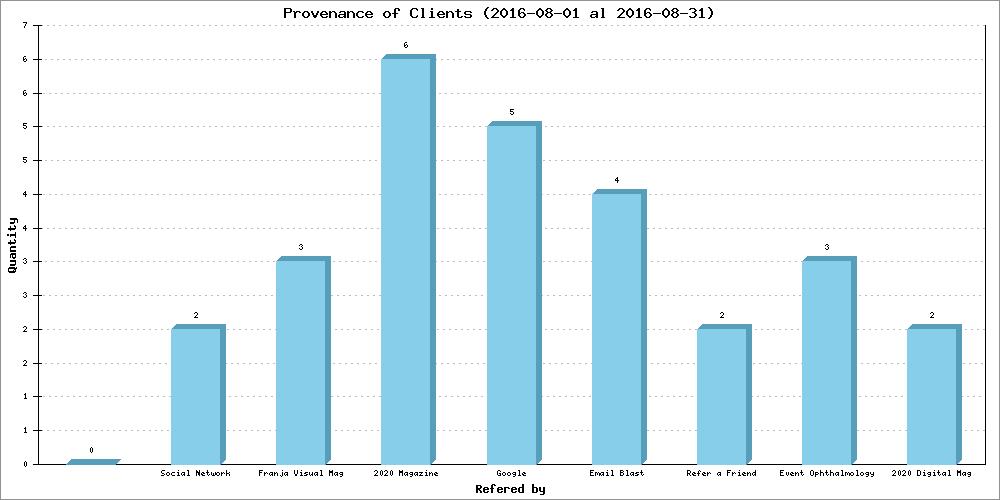 Provenance of Clients (2016-08-01 al 2016-08-31)
Quantity
7
6
6
5
5
4
4
3
3
2
2
1
1
0
0
2
3
6
5
4
2
3
2
Social Network
Franja Visual Mag
2020 Magazine
Google
Email Blast
Refer a Friend
Event Ophthalmology
2020 Digital Mag
Refered by